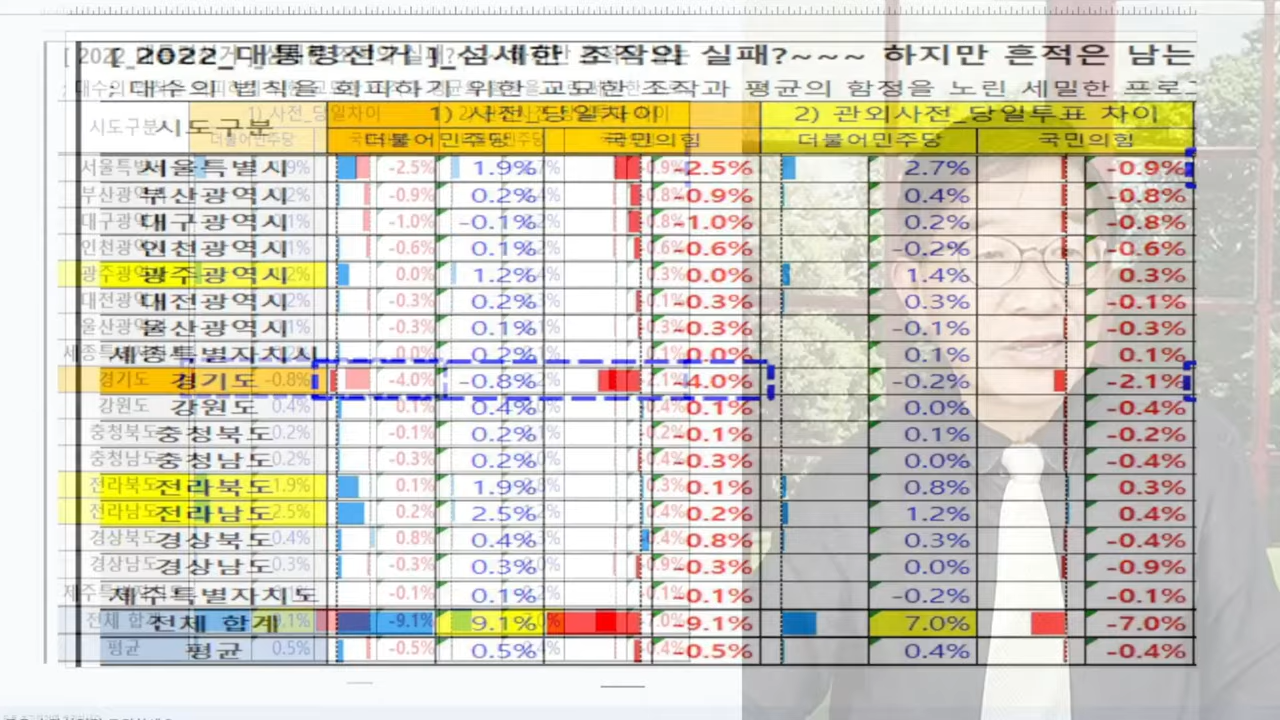 [ 2022_대통령선거 ]_섬세한 조작의 실패?~~~ 하지만 흔적은 남는
; 대수의 법칙을 회피하기 위한 교묘한 조작과 평균의 함정을 노린 세밀한 프로그
시도구분 1) 사전_당일차이 2) 관외사전_당일투표 차이
더불어민주당 국민의힘 더불어민주당 국민의힘
서울특별시 1.9% -2.5% 2.7% -0.9%
부산광역시 0.2% -0.9% 0.4% -0.8%
대구광역시 -0.1% -1.0% 0.2% -0.8%
인천광역시 0.1% -0.6% -0.2% -0.6%
광주광역시 1.2% 0.0% 1.4% 0.3%
대전광역시 0.2% -0.3% 0.3% -0.1%
울산광역시 0.1% -0.3% -0.1% -0.3%
세종특별자치시 0.2% 0.0% 0.1% 0.1%
경기도 -0.8% -4.0% -0.2% -2.1%
강원도 0.4% 0.1% 0.0% -0.4%
충청북도 0.2% -0.1% 0.1% -0.2%
충청남도 0.2% -0.3% 0.0% -0.4%
전라북도 1.9% 0.1% 0.8% 0.3%
전라남도 2.5% 0.2% 1.2% 0.4%
경상북도 0.4% 0.8% 0.3% -0.4%
경상남도 0.3% -0.3% 0.0% -0.9%
제주특별자치도 0.1% -0.1% -0.2% -0.1%
전체 합계 9.1% -9.1% 7.0% -7.0%
평균 0.5% -0.5% 0.4% -0.4%